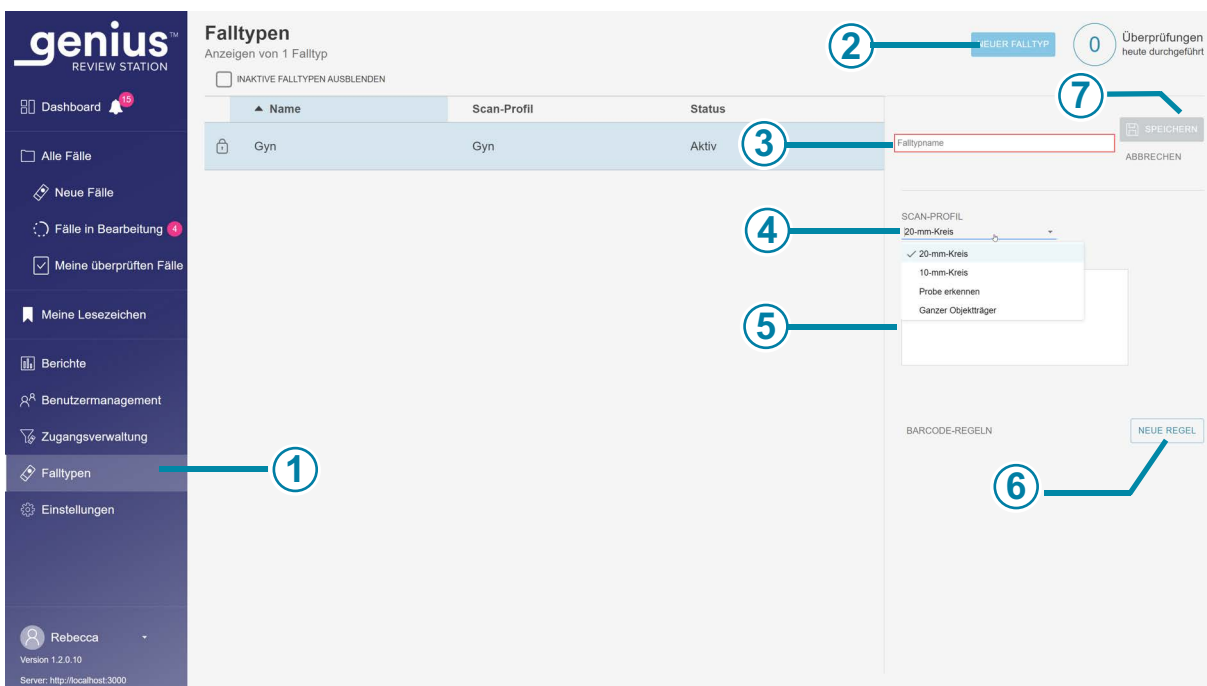 genius™
REVIEW STATION
Dashboard 15
Alle Fälle
Neue Fälle
Fälle in Bearbeitung 4
Meine überprüften Fälle
Meine Lesezeichen
Berichte
Benutzermanagement
Zugangsverwaltung
Falltypen
Einstellungen
Rebecca
Version 1.2.0.10
Server: http://localhost:3000
1
Falltypen
Anzeigen von 1 Falltyp
INAKTIVE FALLTYPEN AUSBLENDEN
Name Scan-Profil Status
Gyn Gyn Aktiv
2
NEUER FALLTYP
0 Überprüfungen
heute durchgeführt
7
SPEICHERN
3
Falltypname
ABBRECHEN
SCAN-PROFIL
4
20-mm-Kreis
20-mm-Kreis
10-mm-Kreis
Probe erkennen
Ganzer Objektträger
5
BARCODE-REGELN
NEUE REGEL
6